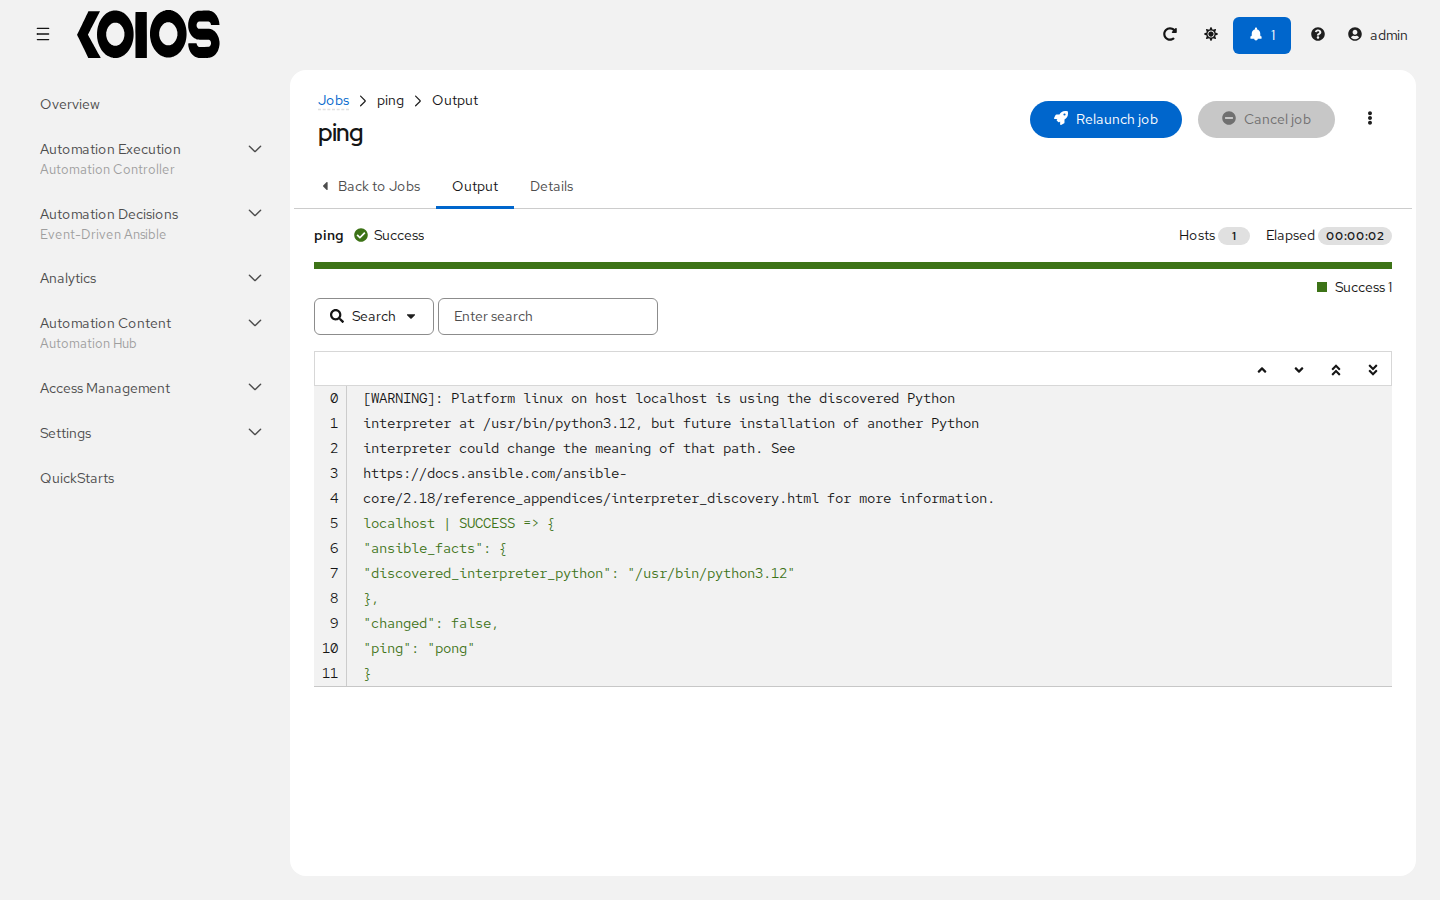 KOIOS
1
admin
Overview
Automation Execution
Automation Controller
Automation Decisions
Event-Driven Ansible
Analytics
Automation Content
Automation Hub
Access Management
Settings
QuickStarts
Jobs > ping > Output
ping
Relaunch job
Cancel job
Back to Jobs
Output
Details
ping Success
Hosts 1 Elapsed 00:00:02
Success 1
Search
Enter search
0 [WARNING]: Platform linux on host localhost is using the discovered Python
1 interpreter at /usr/bin/python3.12, but future installation of another Python
2 interpreter could change the meaning of that path. See
3 https://docs.ansible.com/ansible-
4 core/2.18/reference_appendices/interpreter_discovery.html for more information.
5 localhost | SUCCESS => {
6 "ansible_facts": {
7 "discovered_interpreter_python": "/usr/bin/python3.12"
8 },
9 "changed": false,
10 "ping": "pong"
11 }